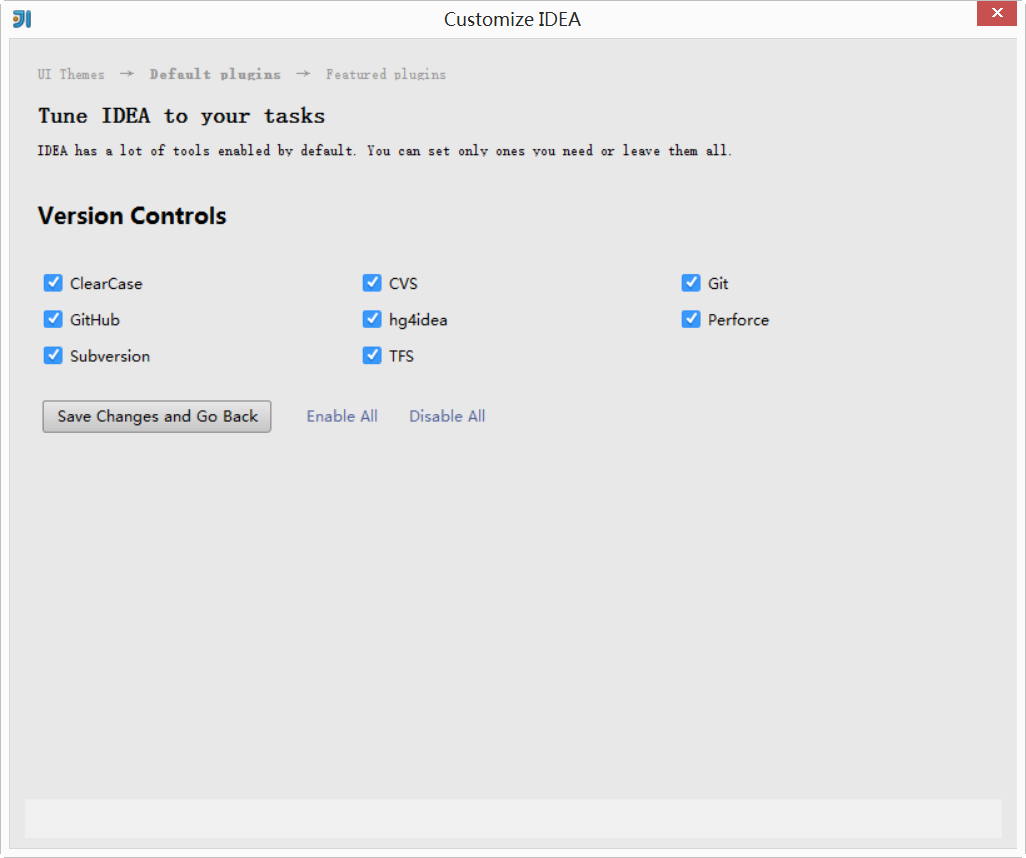 Customize IDEA
UI Themes → Default plugins → Featured plugins
Tune IDEA to your tasks
IDEA has a lot of tools enabled by default. You can set only ones you need or leave them all.
Version Controls
ClearCase CVS Git
GitHub hg4idea Perforce
Subversion TFS
Save Changes and Go Back Enable All Disable All